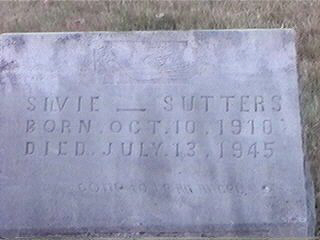 SIVIE — SUTTERS
BORN. OCT. 10. 1910
DIED. JULY. 13. 1945